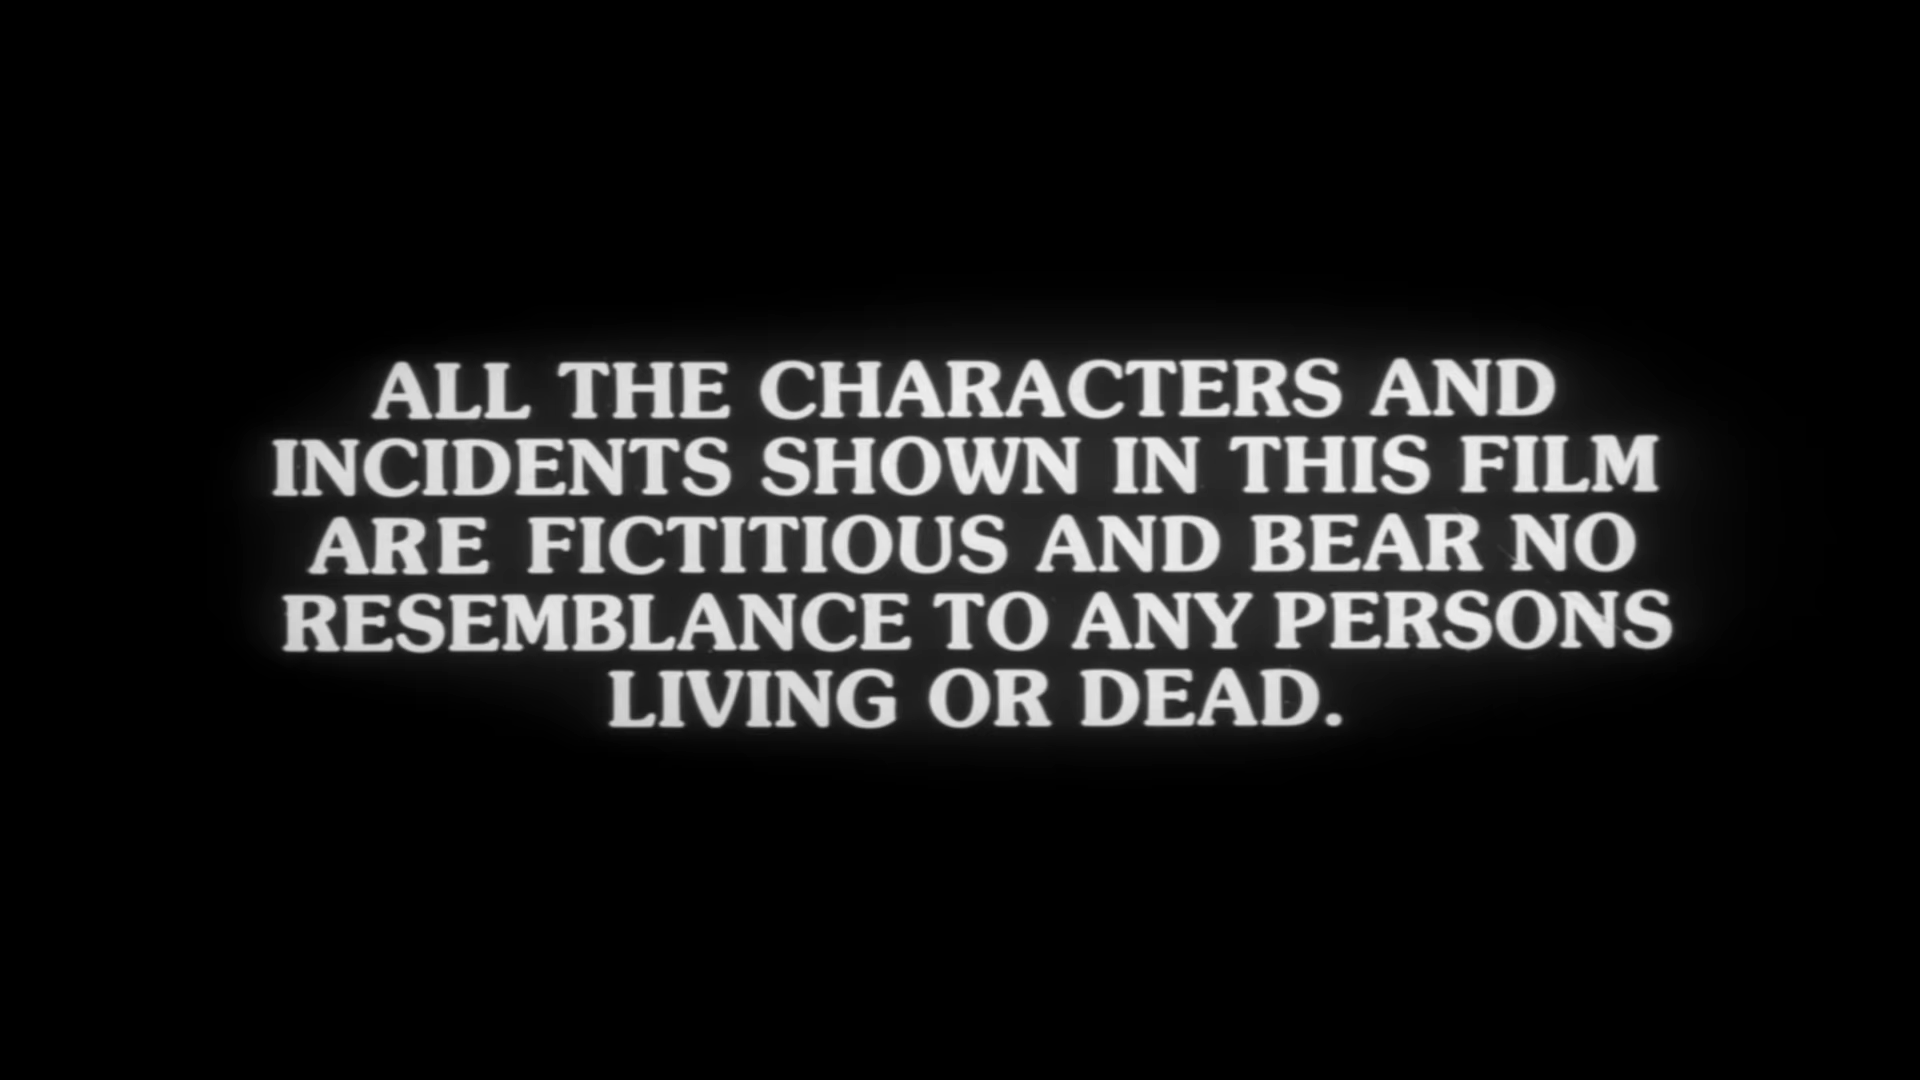 ALL THE CHARACTERS AND
INCIDENTS SHOWN IN THIS FILM
ARE FICTITIOUS AND BEAR NO
RESEMBLANCE TO ANY PERSONS
LIVING OR DEAD.